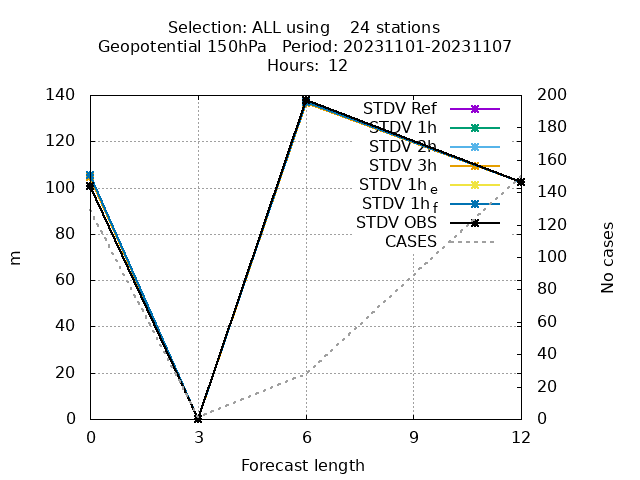 Selection: ALL using    24 stations
Geopotential 150hPa   Period: 20231101-20231107
Hours:  12
140
120
100
80
60
40
20
0
m
200
180
160
140
120
100
80
60
40
20
0
No cases
STDV Ref
STDV 1h
STDV 2h
STDV 3h
STDV 1h e
STDV 1h f
STDV OBS
CASES
0 3 6 9 12
Forecast length